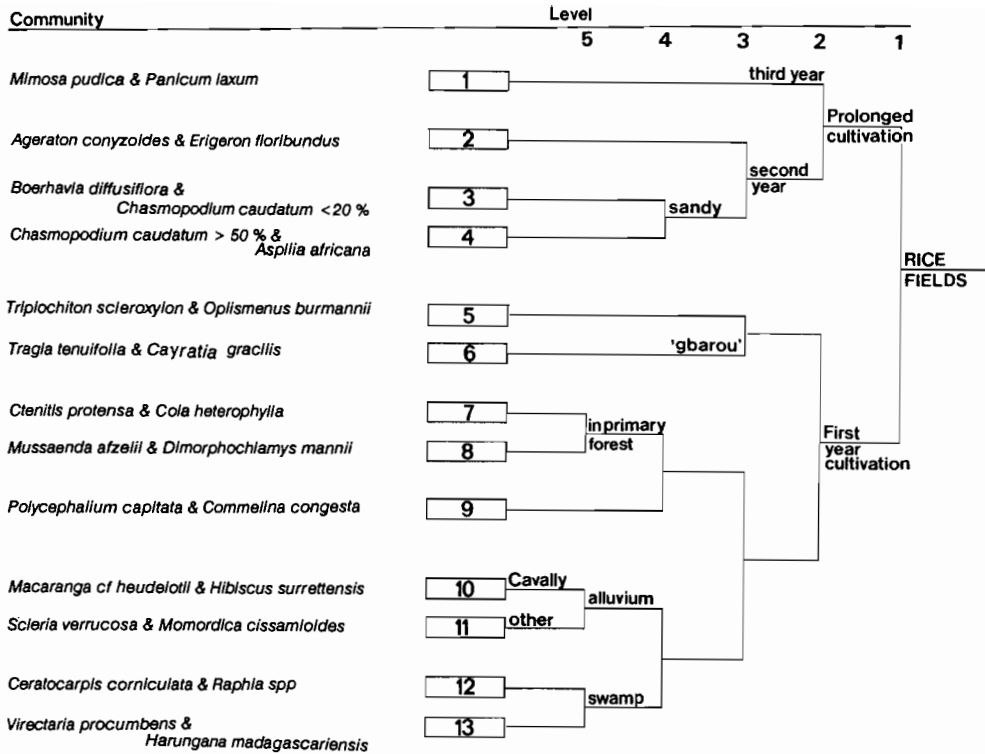 Community Level
5 4 3 2 1
Mimosa pudica & Panicum laxum 1 third year
Prolonged
cultivation
Ageraton conyzoides & Erigeron floribundus 2
second
year
Boerhavia diffusiflora &
Chasmopodium caudatum <20 % 3 sandy
Chasmopodium caudatum > 50 % &
Aspilia africana 4
RICE
FIELDS
Triplochiton scleroxylon & Oplismenus burmannii 5
Tragia tenuifolia & Cayratia gracilis 6 'gbarou'
Ctenitis protensa & Cola heterophylla 7
in primary
forest
Mussaenda afzelii & Dimorphochlamys mannii 8
First
year
cultivation
Polycephalium capitata & Commelina congesta 9
Macaranga cf heudelotii & Hibiscus surrettensis 10 Cavally
alluvium
Scleria verrucosa & Momordica cissamioides 11 other
Ceratocarpis corniculata & Raphia spp 12
swamp
Virectaria procumbens &
Harungana madagascariensis 13